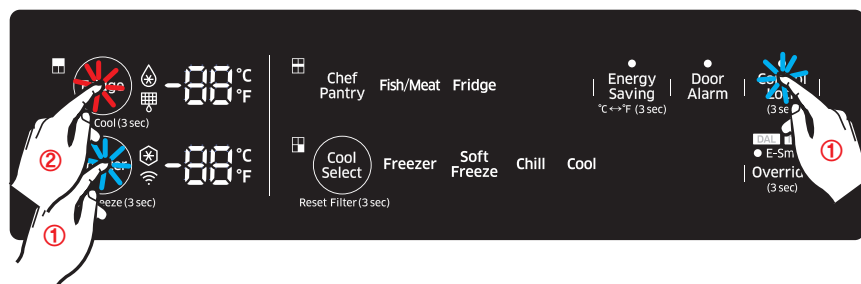 -88°C
°F
Cool (3 sec)
-88°C
°F
eeze (3 sec)
Chef
Pantry
Fish/Meat
Fridge
Energy
Saving
°C↔°F (3 sec)
Door
Alarm
(3 se
Cool
Select
Reset Filter (3 sec)
Freezer
Soft
Freeze
Chill
Cool
DAL
E-Sm
Overrid
(3 sec)
②
①
①